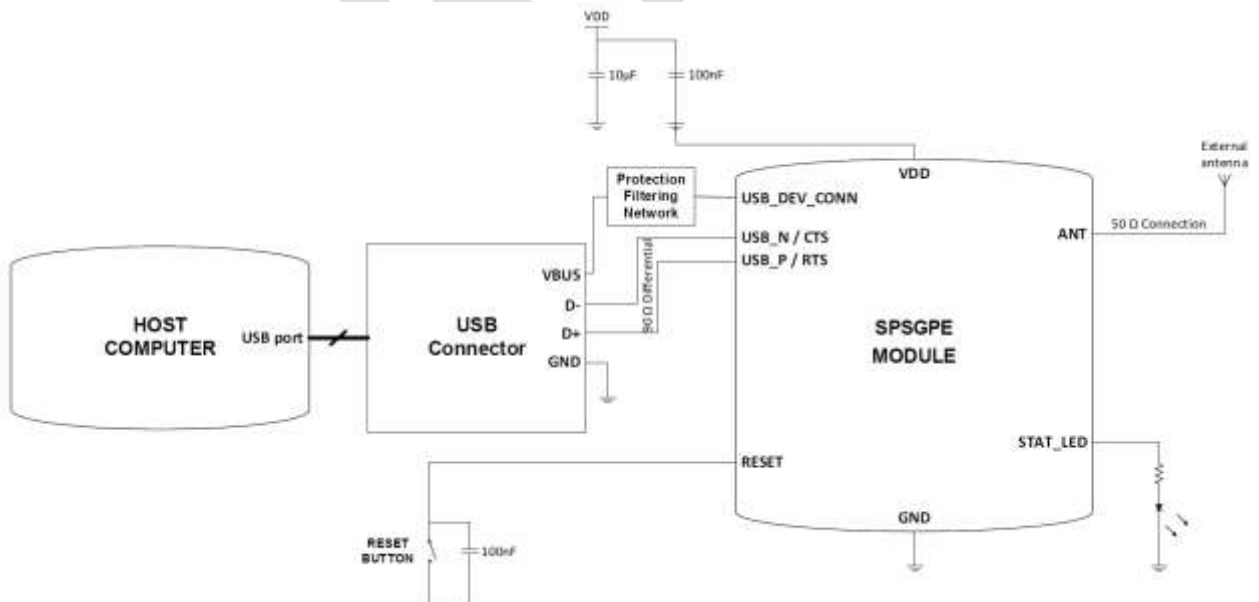 VDD
10µF
100nF
External
antenna
Protection
Filtering
Network
VDD
USB_DEV_CONN
50 Ω Connection
ANT
USB_N / CTS
USB_P / RTS
90 Ω Differential
VBUS
D-
D+
GND
HOST
COMPUTER
USB port
USB
Connector
SPSGPE
MODULE
STAT_LED
RESET
GND
RESET
BUTTON
100nF